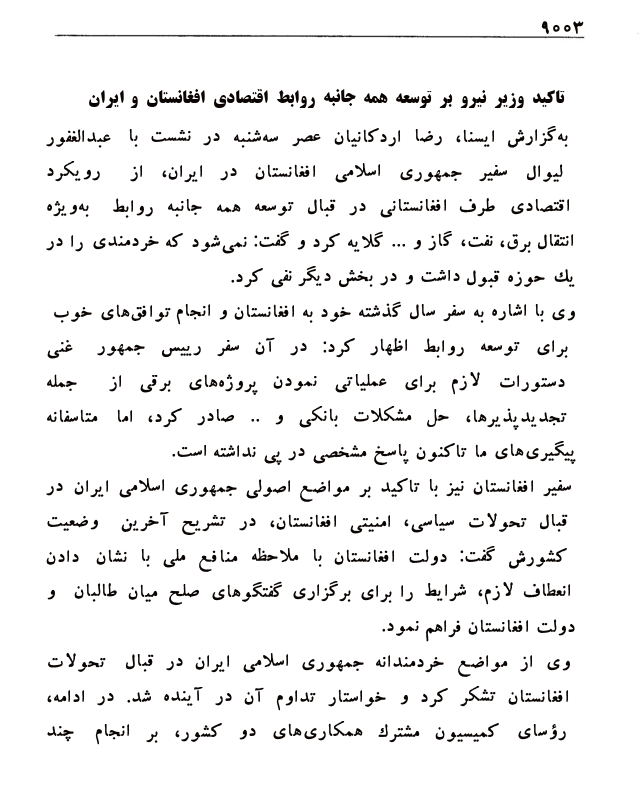 ۹۰۰۳
تاکید وزیر نیرو بر توسعه همه جانبه روابط اقتصادی افغانستان و ایران
به‌گزارش ایسنا، رضا اردکانیان عصر سه‌شنبه در نشست با عبدالغفور
لیوال سفیر جمهوری اسلامی افغانستان در ایران، از رویکرد
اقتصادی طرف افغانستانی در قبال توسعه همه جانبه روابط به‌ویژه
انتقال برق، نفت، گاز و ... گلایه کرد و گفت: نمی‌شود که خردمندی را در
یك حوزه قبول داشت و در بخش دیگر نفی کرد.
وی با اشاره به سفر سال گذشته خود به افغانستان و انجام توافق‌های خوب
برای توسعه روابط اظهار کرد: در آن سفر رییس جمهور غنی
دستورات لازم برای عملیاتی نمودن پروژه‌های برقی از جمله
تجدیدپذیرها، حل مشکلات بانکی و .. صادر کرد، اما متاسفانه
پیگیری‌های ما تاکنون پاسخ مشخصی در پی نداشته است.
سفیر افغانستان نیز با تاکید بر مواضع اصولی جمهوری اسلامی ایران در
قبال تحولات سیاسی، امنیتی افغانستان، در تشریح آخرین وضعیت
کشورش گفت: دولت افغانستان با ملاحظه منافع ملی با نشان دادن
انعطاف لازم، شرایط را برای برگزاری گفتگوهای صلح میان طالبان و
دولت افغانستان فراهم نمود.
وی از مواضع خردمندانه جمهوری اسلامی ایران در قبال تحولات
افغانستان تشکر کرد و خواستار تداوم آن در آینده شد. در ادامه،
رؤسای کمیسیون مشترك همکاری‌های دو کشور، بر انجام چند